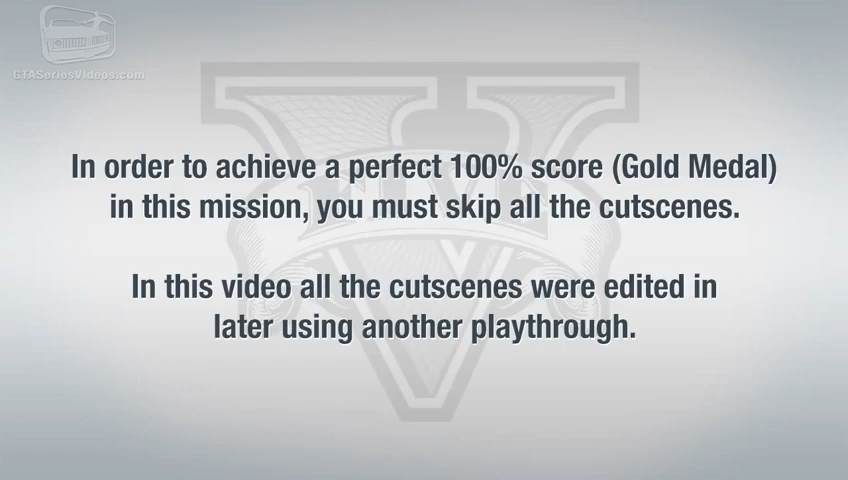 GTASeriesVideos.com
In order to achieve a perfect 100% score (Gold Medal)
in this mission, you must skip all the cutscenes.
In this video all the cutscenes were edited in
later using another playthrough.
FIVE